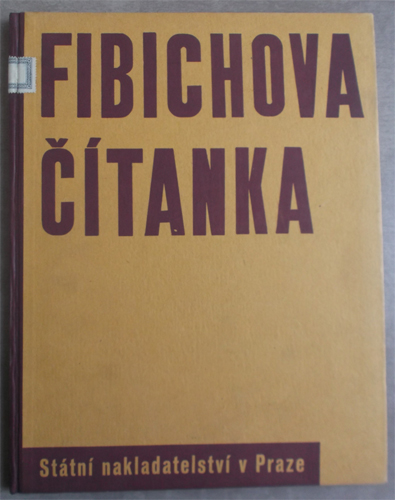 FIBICHOVA
ČÍTANKA
Státní nakladatelství v Praze